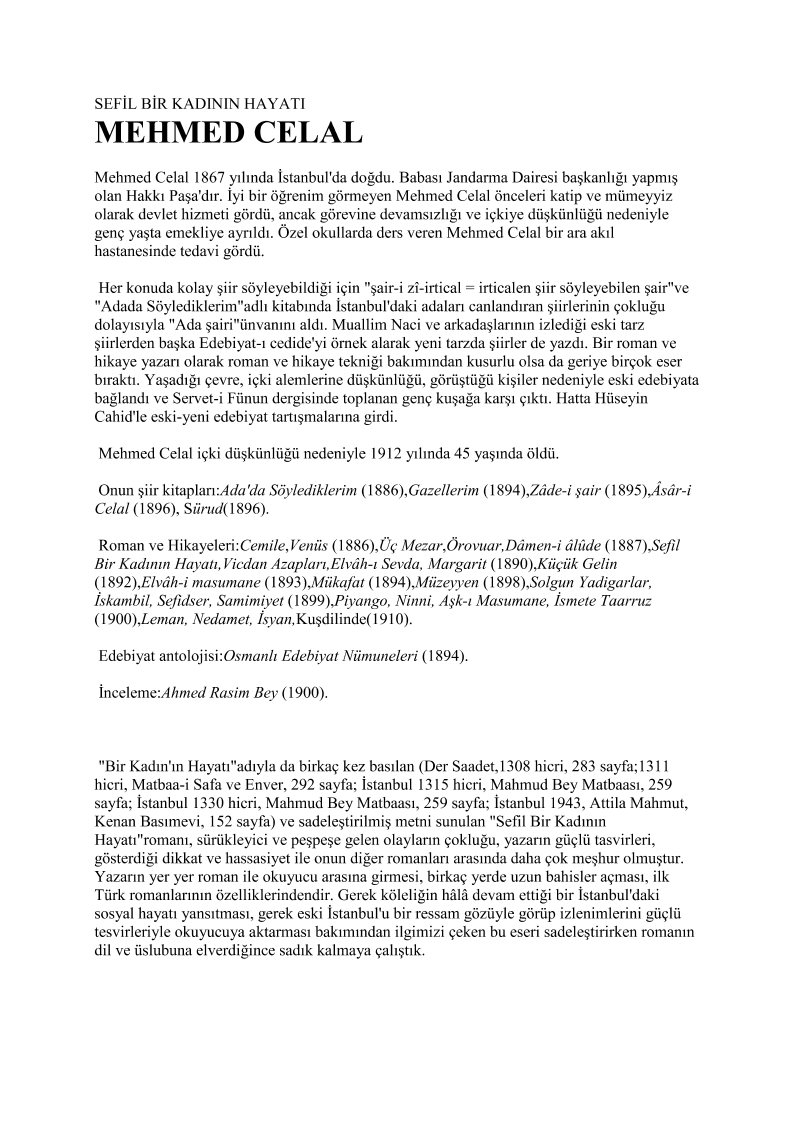 SEFİL BİR KADININ HAYATI
MEHMED CELAL
Mehmed Celal 1867 yılında İstanbul'da doğdu. Babası Jandarma Dairesi başkanlığı yapmış
olan Hakkı Paşa'dır. İyi bir öğrenim görmeyen Mehmed Celal önceleri katip ve mümeyyiz
olarak devlet hizmeti gördü, ancak görevine devamsızlığı ve içkiye düşkünlüğü nedeniyle
genç yaşta emekliye ayrıldı. Özel okullarda ders veren Mehmed Celal bir ara akıl
hastanesinde tedavi gördü.
Her konuda kolay şiir söyleyebildiği için "şair-i zî-irtical = irticalen şiir söyleyebilen şair"ve
"Adada Söylediklerim"adlı kitabında İstanbul'daki adaları canlandıran şiirlerinin çokluğu
dolayısıyla "Ada şairi"ünvanını aldı. Muallim Naci ve arkadaşlarının izlediği eski tarz
şiirlerden başka Edebiyat-ı cedide'yi örnek alarak yeni tarzda şiirler de yazdı. Bir roman ve
hikaye yazarı olarak roman ve hikaye tekniği bakımından kusurlu olsa da geriye birçok eser
bıraktı. Yaşadığı çevre, içki alemlerine düşkünlüğü, görüştüğü kişiler nedeniyle eski edebiyata
bağlandı ve Servet-i Fünun dergisinde toplanan genç kuşağa karşı çıktı. Hatta Hüseyin
Cahid'le eski-yeni edebiyat tartışmalarına girdi.
Mehmed Celal içki düşkünlüğü nedeniyle 1912 yılında 45 yaşında öldü.
Onun şiir kitapları:Ada'da Söylediklerim (1886),Gazellerim (1894),Zâde-i şair (1895),Âsâr-i
Celal (1896), Sürud(1896).
Roman ve Hikayeleri:Cemile,Venüs (1886),Üç Mezar,Örovuar,Dâmen-i âlûde (1887),Sefil
Bir Kadının Hayatı,Vicdan Azapları,Elvâh-ı Sevda, Margarit (1890),Küçük Gelin
(1892),Elvâh-i masumane (1893),Mükafat (1894),Müzeyyen (1898),Solgun Yadigarlar,
İskambil, Sefidser, Samimiyet (1899),Piyango, Ninni, Aşk-ı Masumane, İsmete Taarruz
(1900),Leman, Nedamet, İsyan,Kuşdilinde(1910).
Edebiyat antolojisi:Osmanlı Edebiyat Nümuneleri (1894).
İnceleme:Ahmed Rasim Bey (1900).
"Bir Kadın'ın Hayatı"adıyla da birkaç kez basılan (Der Saadet,1308 hicri, 283 sayfa;1311
hicri, Matbaa-i Safa ve Enver, 292 sayfa; İstanbul 1315 hicri, Mahmud Bey Matbaası, 259
sayfa; İstanbul 1330 hicri, Mahmud Bey Matbaası, 259 sayfa; İstanbul 1943, Attila Mahmut,
Kenan Basımevi, 152 sayfa) ve sadeleştirilmiş metni sunulan "Sefil Bir Kadının
Hayatı"romanı, sürükleyici ve peşpeşe gelen olayların çokluğu, yazarın güçlü tasvirleri,
gösterdiği dikkat ve hassasiyet ile onun diğer romanları arasında daha çok meşhur olmuştur.
Yazarın yer yer roman ile okuyucu arasına girmesi, birkaç yerde uzun bahisler açması, ilk
Türk romanlarının özelliklerindendir. Gerek köleliğin hâlâ devam ettiği bir İstanbul'daki
sosyal hayatı yansıtması, gerek eski İstanbul'u bir ressam gözüyle görüp izlenimlerini güçlü
tesvirleriyle okuyucuya aktarması bakımından ilgimizi çeken bu eseri sadeleştirirken romanın
dil ve üslubuna elverdiğince sadık kalmaya çalıştık.